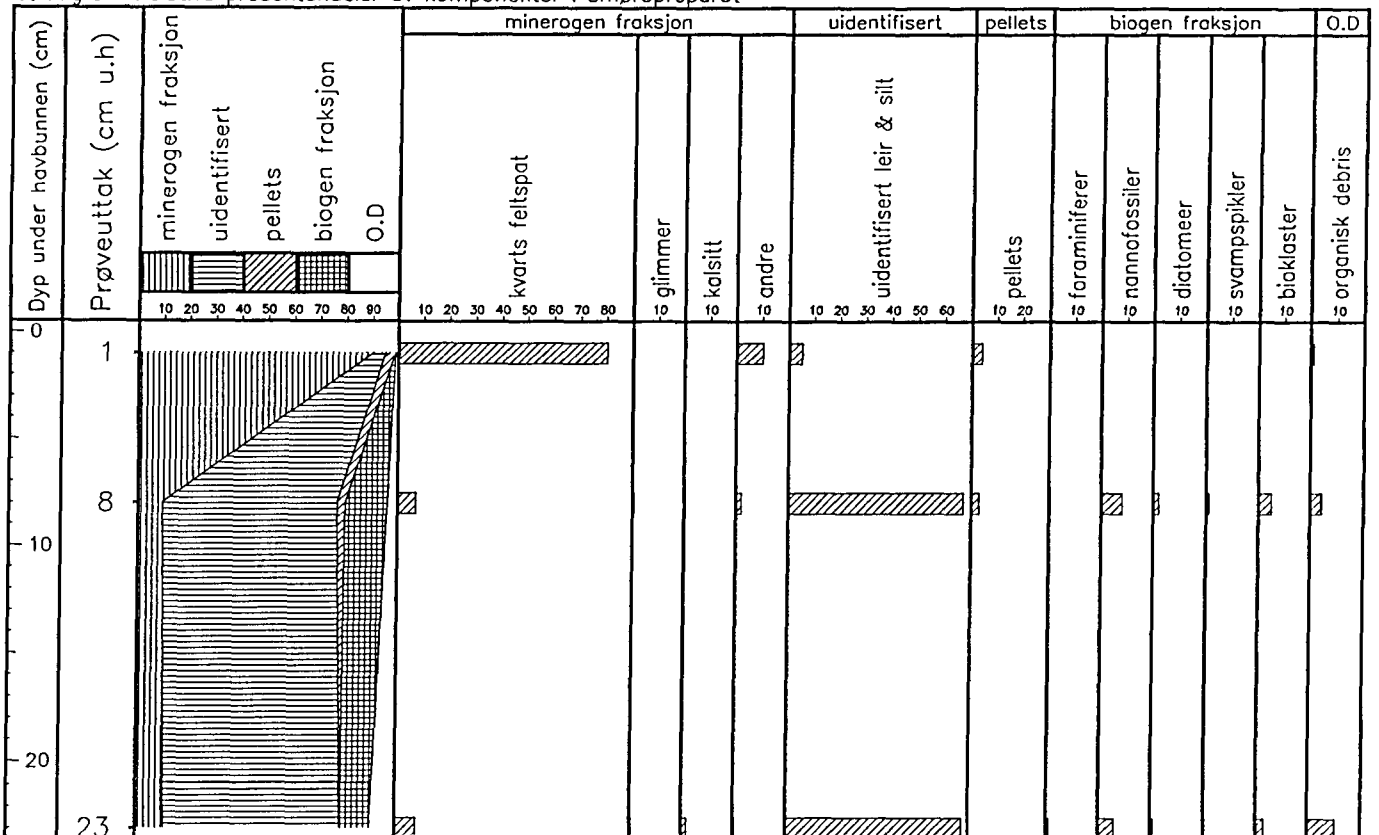 minerogen fraksjon uidentifisert pellets biogen fraksjon O.D
Dyp under havbunnen (cm)
Prøveuttak (cm u.h)
minerogen fraksjon
uidentifisert
pellets
biogen fraksjon
O.D
kvarts feltspat
glimmer
kalsitt
andre
uidentifisert leir & silt
pellets
foraminiferer
nannofossiler
diatomeer
svampspikler
bioklaster
organisk debris
10 20 30 40 50 60 70 80 90 10 20 30 40 50 60 70 80 10 10 10 10 20 30 40 50 60 10 20 10 10 10 10 10 10
0
1
8
10
20
23